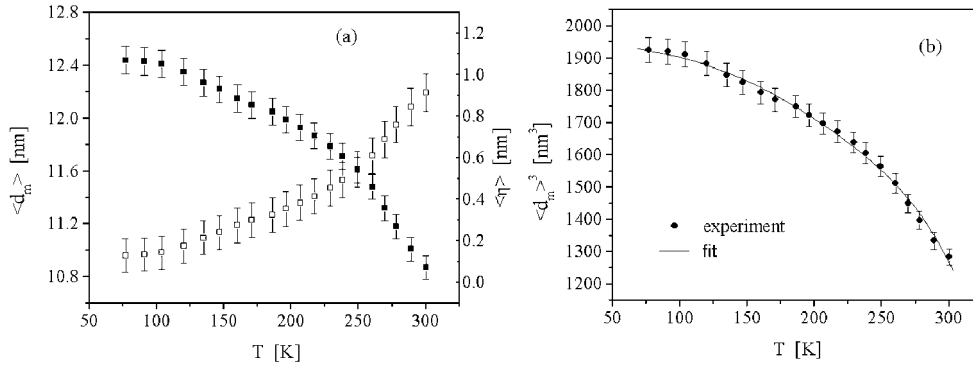 12.8
12.4
12.0
11.6
11.2
10.8
<d_m> [nm]
(a)
1.2
1.0
0.8
0.6
0.4
0.2
0.0
<η> [nm]
50 100 150 200 250 300
T [K]
2000
1900
1800
1700
1600
1500
1400
1300
1200
<d_m>³ [nm³]
(b)
experiment
fit
50 100 150 200 250 300
T [K]